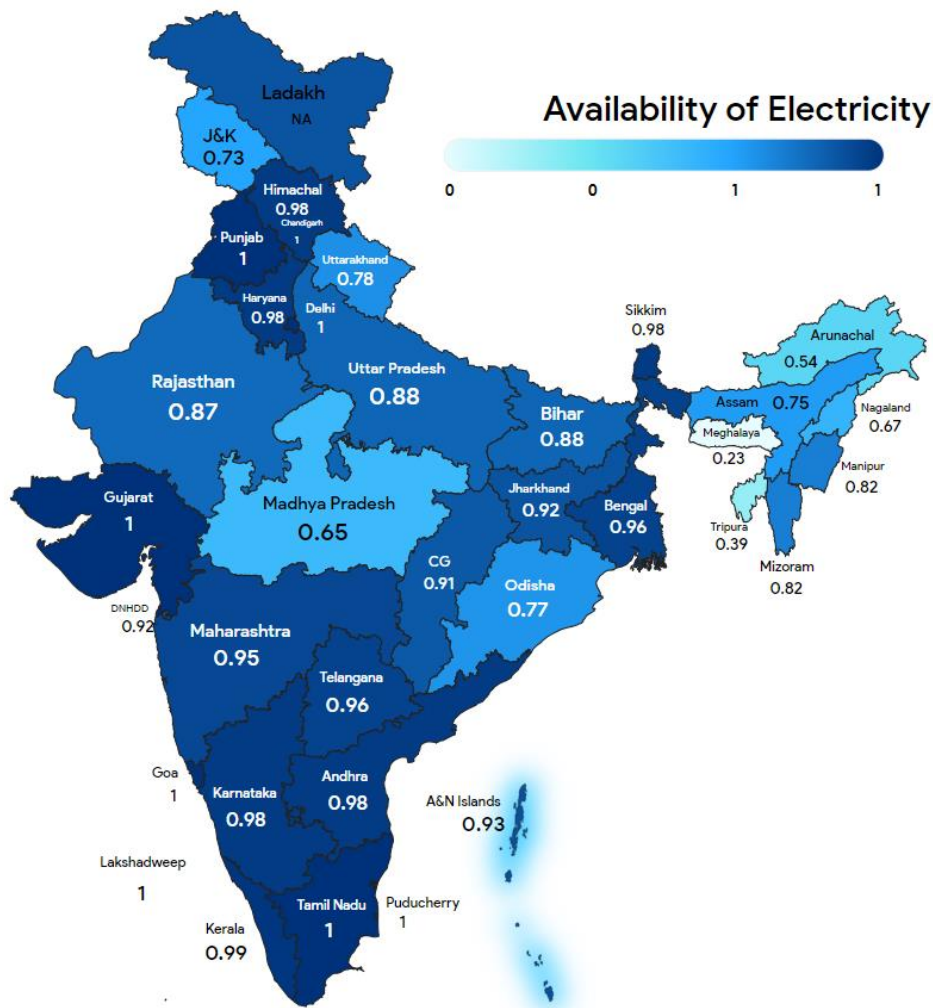 Availability of Electricity
0 0 1 1
Ladakh
NA
J&K
0.73
Himachal
0.98
Chandigarh
1
Punjab
1
Uttarakhand
0.78
Haryana
0.98
Delhi
1
Sikkim
0.98
Arunachal
0.54
Rajasthan
0.87
Uttar Pradesh
0.88
Bihar
0.88
Assam 0.75
Nagaland
0.67
Meghalaya
0.23
Manipur
0.82
Gujarat
1
Madhya Pradesh
0.65
Jharkhand
0.92
Bengal
0.96
Tripura
0.39
Mizoram
0.82
CG
0.91
Odisha
0.77
DNHDD
0.92
Maharashtra
0.95
Telangana
0.96
Goa
1
Karnataka
0.98
Andhra
0.98
A&N Islands
0.93
Lakshadweep
1
Kerala
0.99
Tamil Nadu
1
Puducherry
1